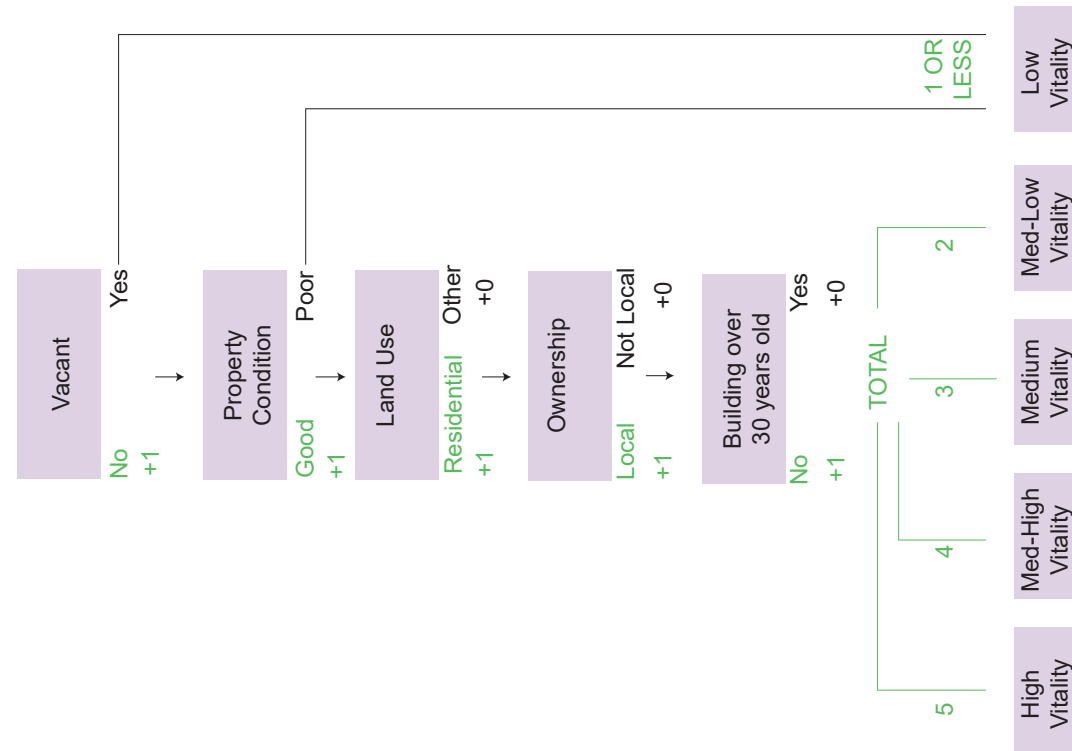 Vacant
No
Yes
+1
Property
Condition
Good
Poor
+1
Land Use
Residential
Other
+1
+0
Ownership
Local
Not Local
+1
+0
Building over
30 years old
No
Yes
+1
+0
TOTAL
5
4
3
2
1 OR
LESS
High
Vitality
Med-High
Vitality
Medium
Vitality
Med-Low
Vitality
Low
Vitality